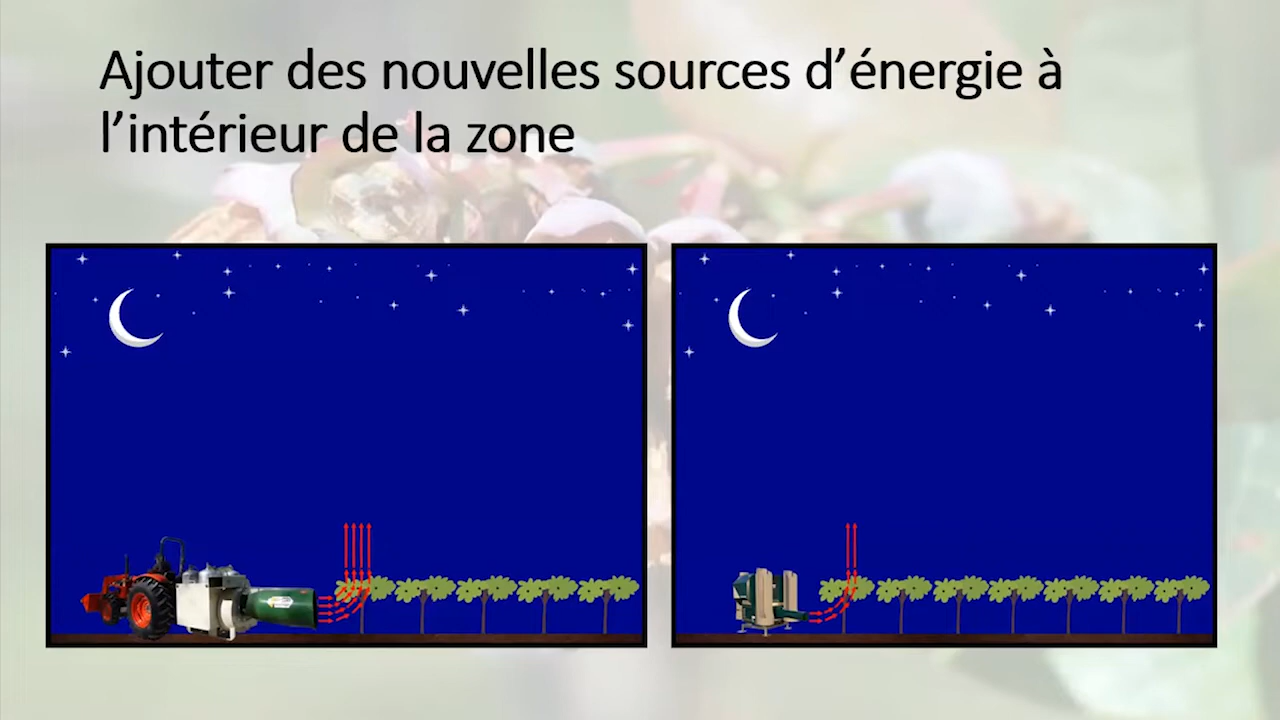 Ajouter des nouvelles sources d’énergie à
l’intérieur de la zone